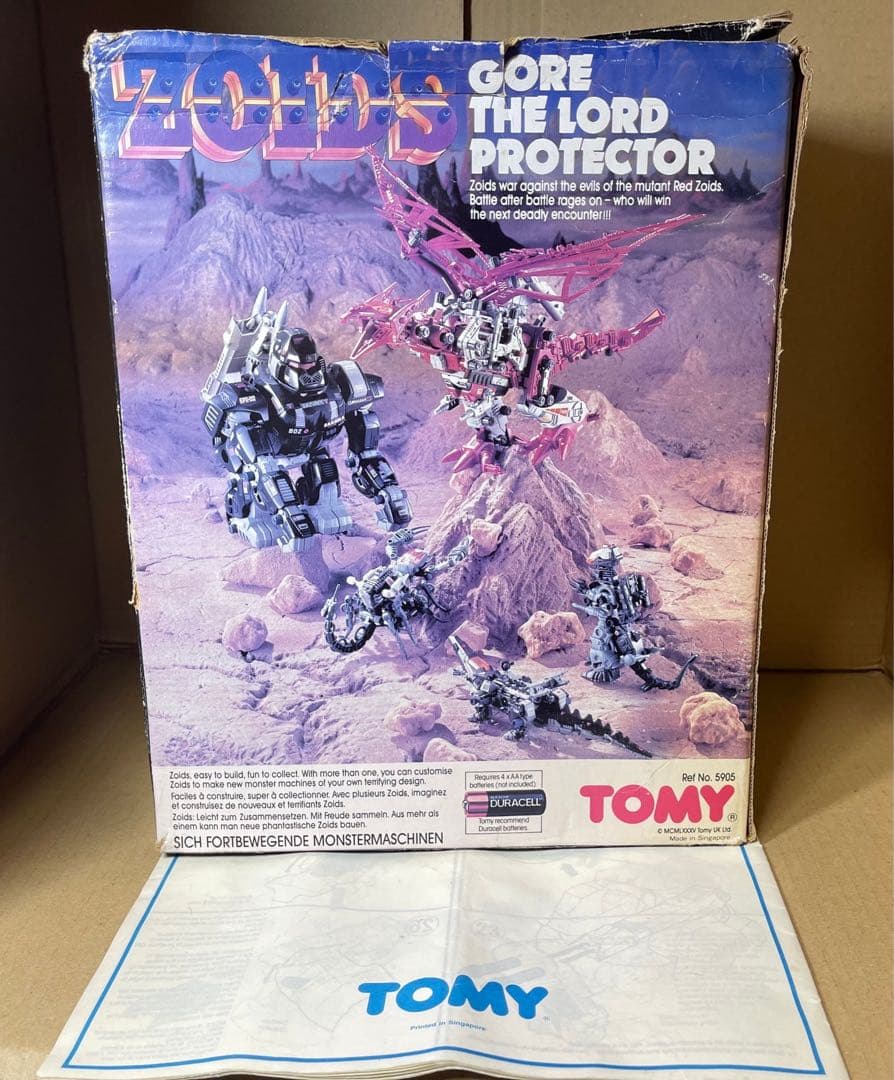 ZOIDS
GORE
THE LORD
PROTECTOR
Zoids war against the evils of the mutant Red Zoids.
Battle after battle rages on – who will win
the next deadly encounter!!!
Zoids, easy to build, fun to collect. With more than one, you can customise
Zoids to make new monster machines of your own terrifying design.
Faciles à construire, super à collectionner. Avec plusieurs Zoids, imaginez
et construisez de nouveaux et terrifiants Zoids.
Zoids: Leicht zum Zusammensetzen. Mit Freude sammeln. Aus mehr als
einem kann man neue phantastische Zoids bauen.
SICH FORTBEWEGENDE MONSTERMASCHINEN
Requires 4 x AA type
batteries (not included)
DURACELL
Tomy recommend
Duracell batteries.
Ref No. 5905
TOMY®
© MCMLXXXV Tomy UK Ltd.
Made in Singapore
TOMY
Printed in Singapore